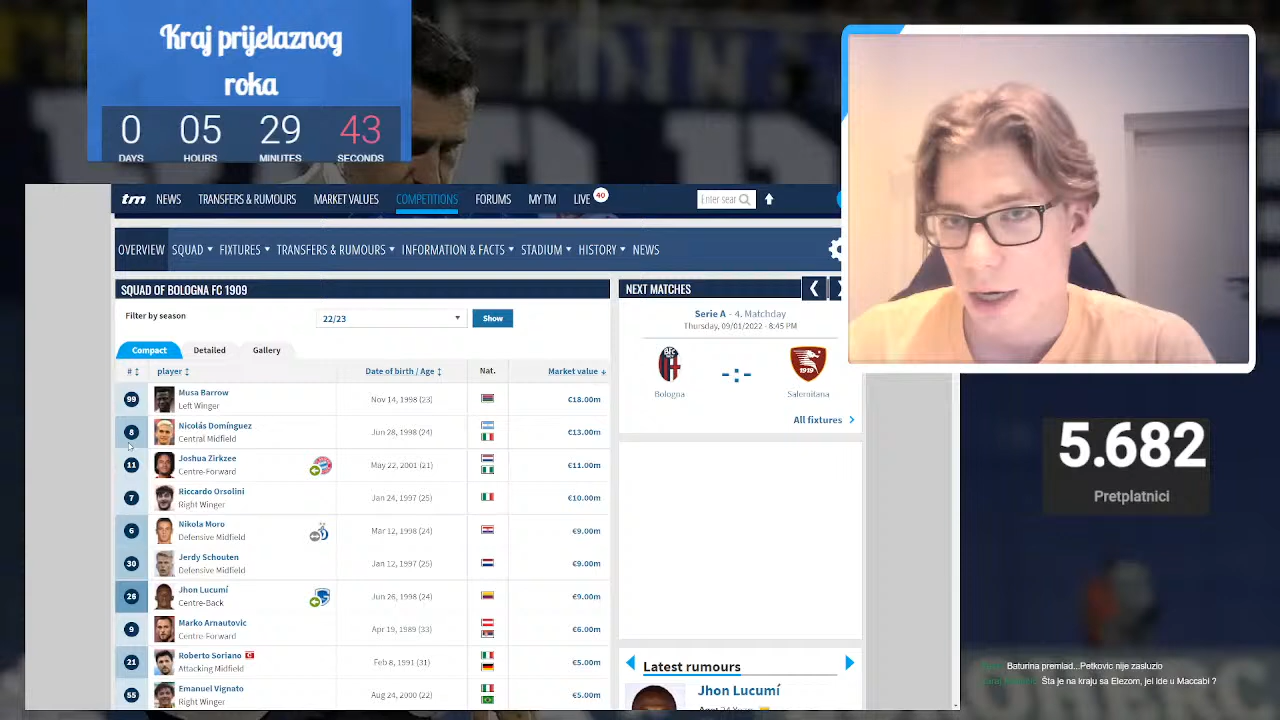 Kraj prijelaznog
roka
0 05 29 43
DAYS HOURS MINUTES SECONDS
tm NEWS TRANSFERS & RUMOURS MARKET VALUES COMPETITIONS FORUMS MY TM LIVE 40 Enter sear
OVERVIEW SQUAD FIXTURES TRANSFERS & RUMOURS INFORMATION & FACTS STADIUM HISTORY NEWS
SQUAD OF BOLOGNA FC 1909
Filter by season 22/23 Show
Compact Detailed Gallery
# player Date of birth / Age Nat. Market value
99 Musa Barrow Nov 14, 1998 (23) €18.00m
Left Winger
8 Nicolás Domínguez Jun 28, 1998 (24) €13.00m
Central Midfield
11 Joshua Zirkzee May 22, 2001 (21) €11.00m
Centre-Forward
7 Riccardo Orsolini Jan 24, 1997 (25) €10.00m
Right Winger
6 Nikola Moro Mar 12, 1998 (24) €9.00m
Defensive Midfield
30 Jerdy Schouten Jan 12, 1997 (25) €9.00m
Defensive Midfield
26 Jhon Lucumí Jun 26, 1998 (24) €9.00m
Centre-Back
9 Marko Arnautovic Apr 19, 1989 (33) €6.00m
Centre-Forward
21 Roberto Soriano Feb 8, 1991 (31) €5.00m
Attacking Midfield
55 Emanuel Vignato Aug 24, 2000 (22) €5.00m
Right Winger
NEXT MATCHES
Serie A - 4. Matchday
Thursday, 09/01/2022 - 8:45 PM
1919
-:-
Bologna Salernitana
All fixtures
Latest rumours
Jhon Lucumí
5.682
Pretplatnici
Baturina premlad...Petkovic nije zasluzio
Šta je na kraju sa Elezom, jel ide u Maccabi ?